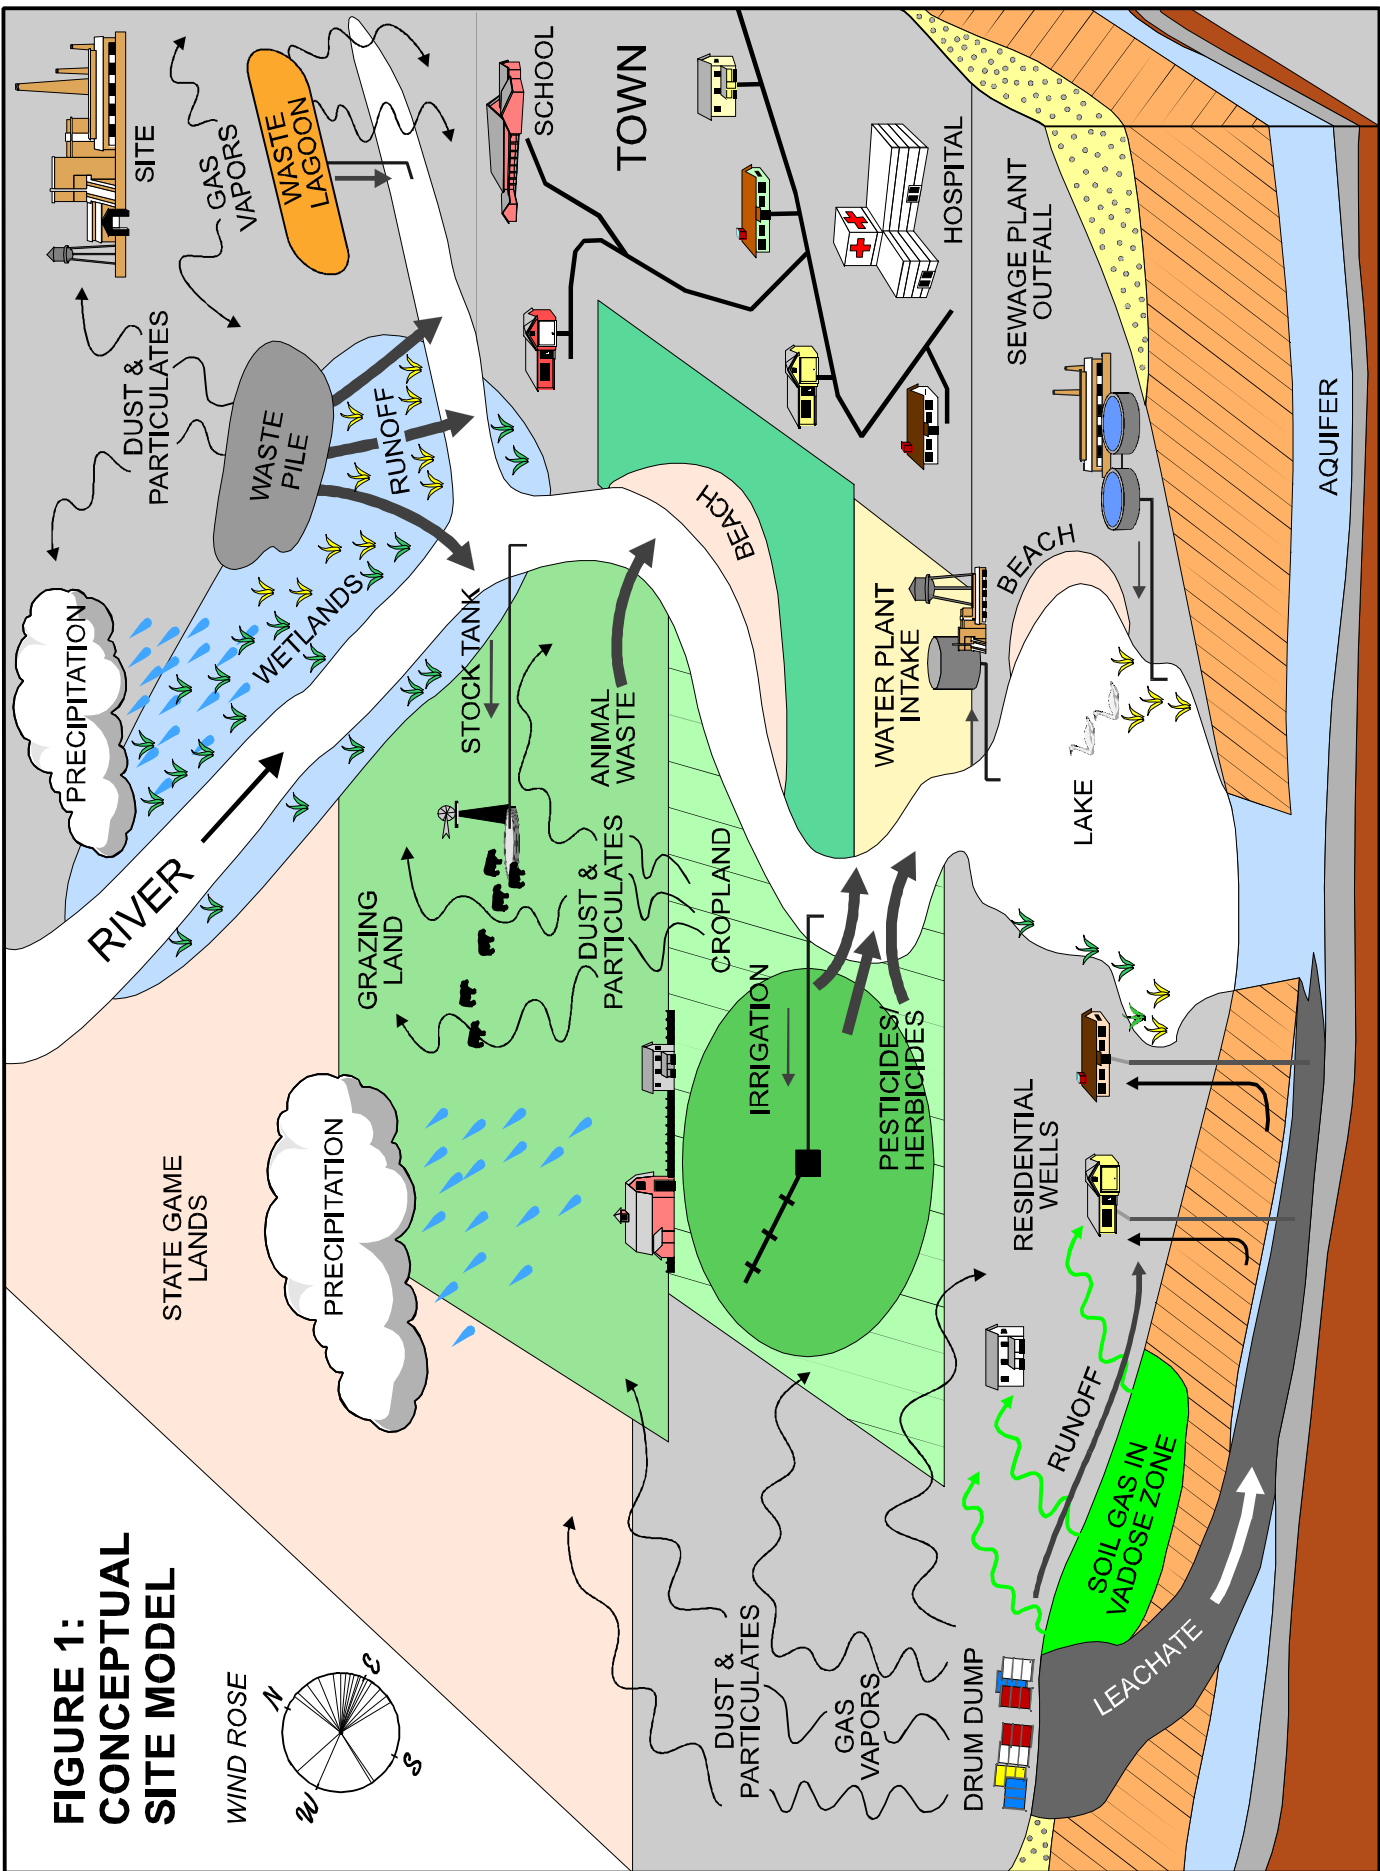 FIGURE 1:
CONCEPTUAL
SITE MODEL
WIND ROSE
N
E
S
W
STATE GAME
LANDS
PRECIPITATION
RIVER
PRECIPITATION
WETLANDS
DUST &
PARTICULATES
WASTE
PILE
RUNOFF
SITE
GAS
VAPORS
WASTE
LAGOON
GRAZING
LAND
STOCK TANK
ANIMAL
WASTE
DUST &
PARTICULATES
CROPLAND
SCHOOL
TOWN
BEACH
HOSPITAL
IRRIGATION
PESTICIDES/
HERBICIDES
WATER PLANT
INTAKE
BEACH
SEWAGE PLANT
OUTFALL
DUST &
PARTICULATES
GAS
VAPORS
DRUM DUMP
RESIDENTIAL
WELLS
LAKE
RUNOFF
SOIL GAS IN
VADOSE ZONE
LEACHATE
AQUIFER